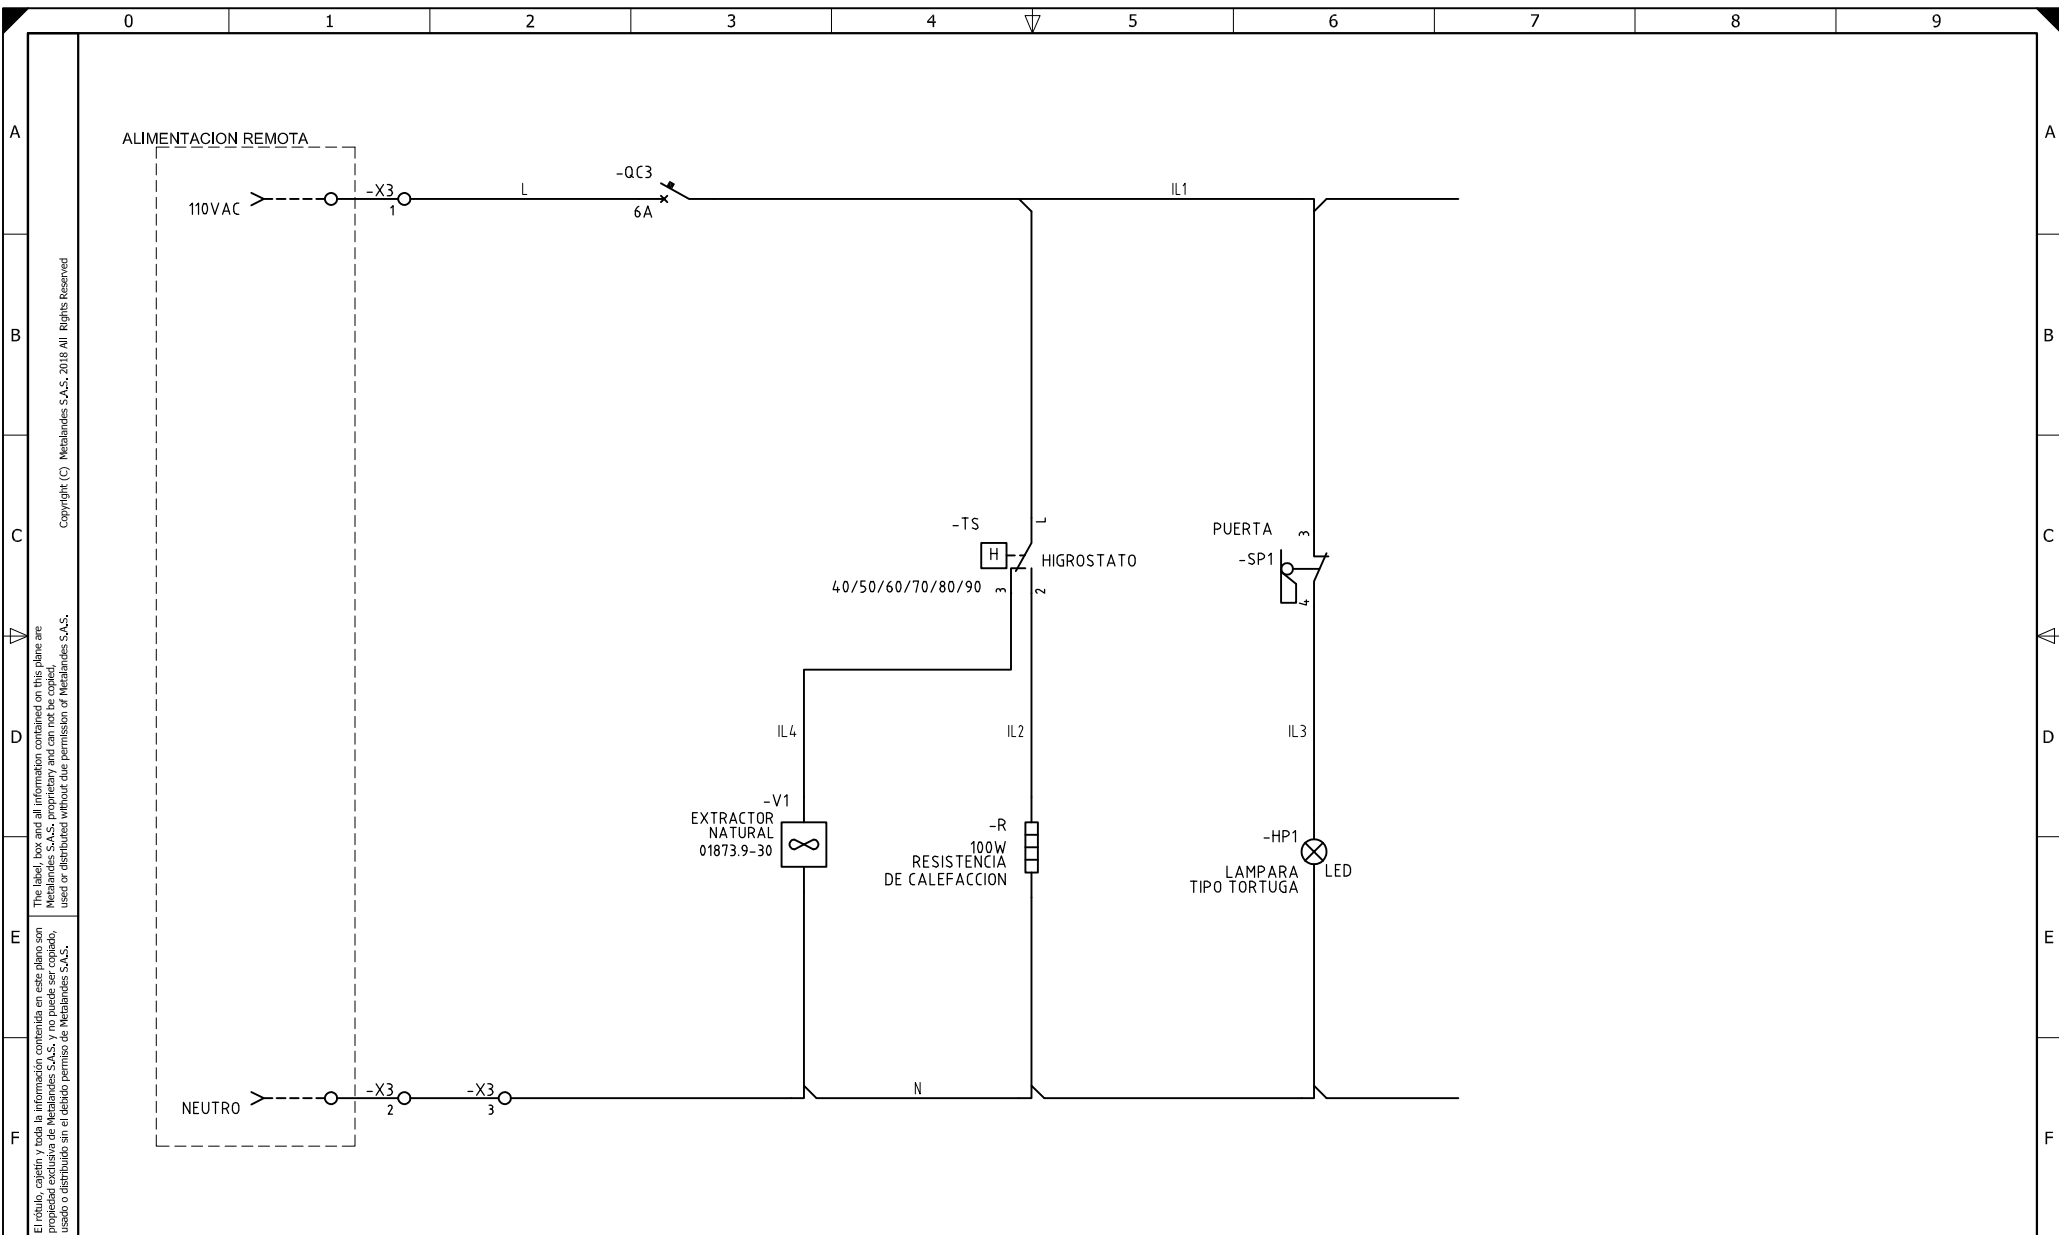 0 1 2 3 4 5 6 7 8 9
A A
ALIMENTACION REMOTA
110VAC
-X3
1
L
-QC3
6A
IL1
B B
C C
-TS
L
H
HIGROSTATO
40/50/60/70/80/90
3
2
PUERTA
3
-SP1
4
D D
IL4
IL2
IL3
-V1
EXTRACTOR
NATURAL
01873.9-30
-R
100W
RESISTENCIA
DE CALEFACCION
-HP1
LAMPARA
TIPO TORTUGA
LED
E E
NEUTRO
-X3
2
-X3
3
N
F F
Copyright (C) Metalandes S.A.S. 2018 All Rights Reserved
The label, box and all information contained on this plane are
Metalandes S.A.S. proprietary and can not be copied,
used or distributed without due permission of Metalandes S.A.S.
El rótulo, cajetín y toda la información contenida en este plano son
propiedad exclusiva de Metalandes S.A.S. y no puede ser copiado,
usado o distribuido sin el debido permiso de Metalandes S.A.S.